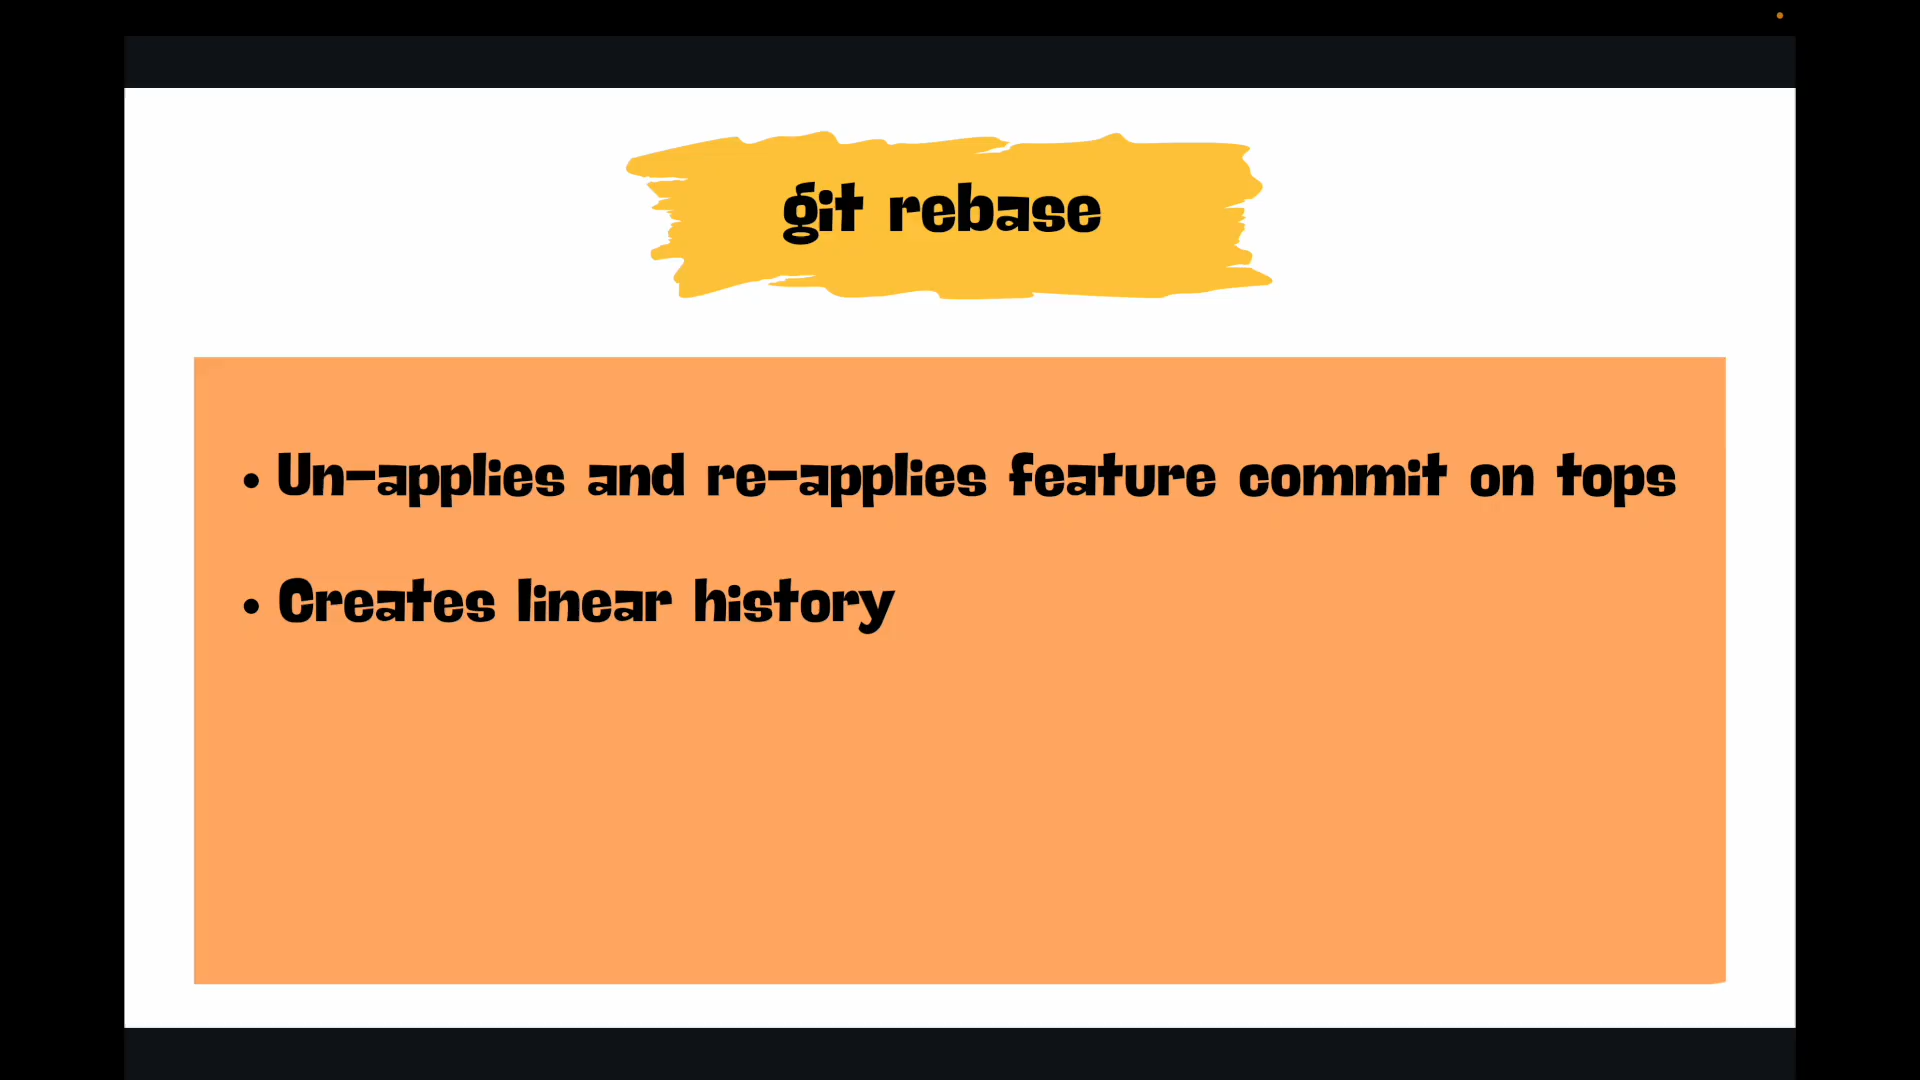 git rebase
• Un-applies and re-applies feature commit on tops
• Creates linear history